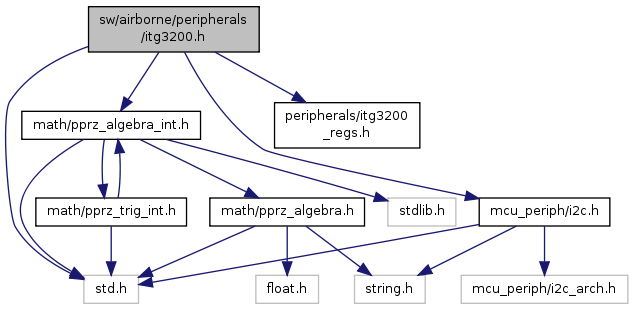 sw/airborne/peripherals
/itg3200.h
peripherals/itg3200
_regs.h
math/pprz_algebra_int.h
math/pprz_trig_int.h
math/pprz_algebra.h
stdlib.h
mcu_periph/i2c.h
std.h
float.h
string.h
mcu_periph/i2c_arch.h